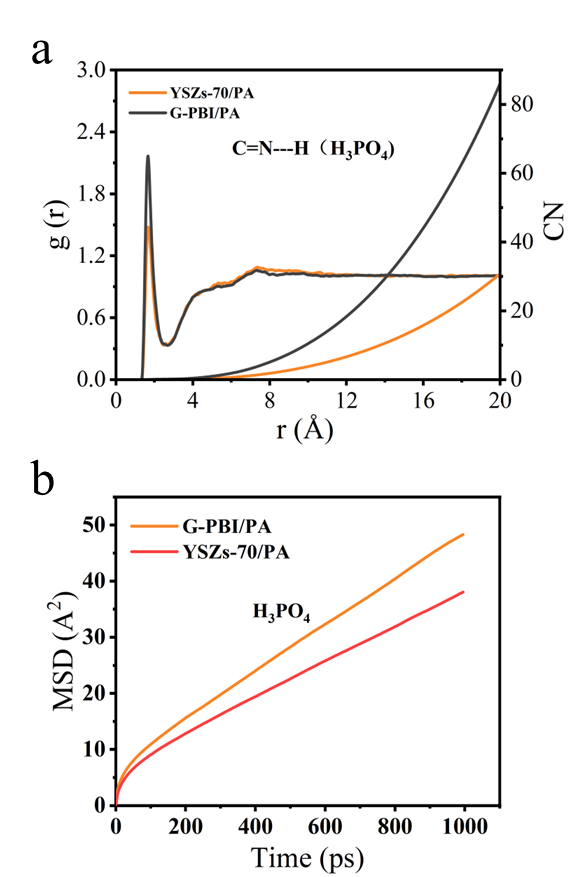 a
YSZs-70/PA
G-PBI/PA
C=N---H（H₃PO₄)
g (r)
3.0
2.4
1.8
1.2
0.6
0.0
CN
80
60
40
20
0
0 4 8 12 16 20
r (Å)
b
G-PBI/PA
YSZs-70/PA
H₃PO₄
MSD (A²)
50
40
30
20
10
0
0 200 400 600 800 1000
Time (ps)